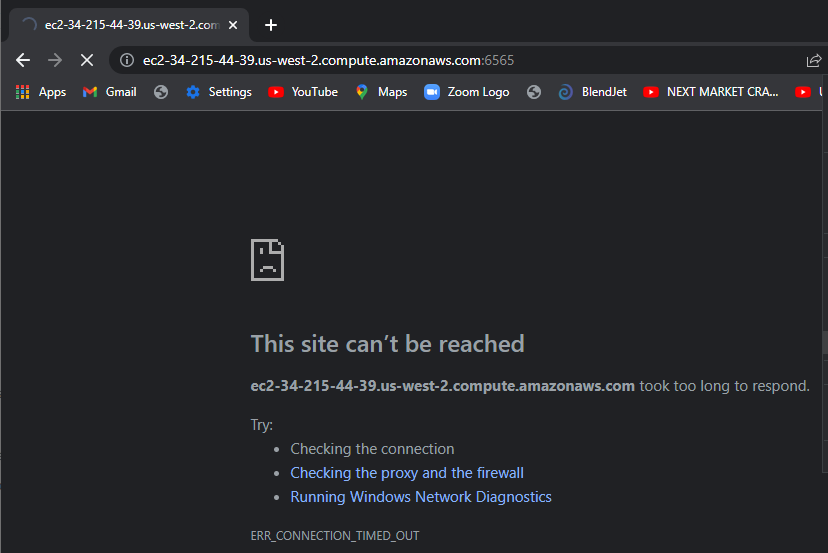 ec2-34-215-44-39.us-west-2.com
ec2-34-215-44-39.us-west-2.compute.amazonaws.com:6565
Apps Gmail Settings YouTube Maps Zoom Logo BlendJet NEXT MARKET CRA...
This site can't be reached
ec2-34-215-44-39.us-west-2.compute.amazonaws.com took too long to respond.
Try:
• Checking the connection
• Checking the proxy and the firewall
• Running Windows Network Diagnostics
ERR_CONNECTION_TIMED_OUT